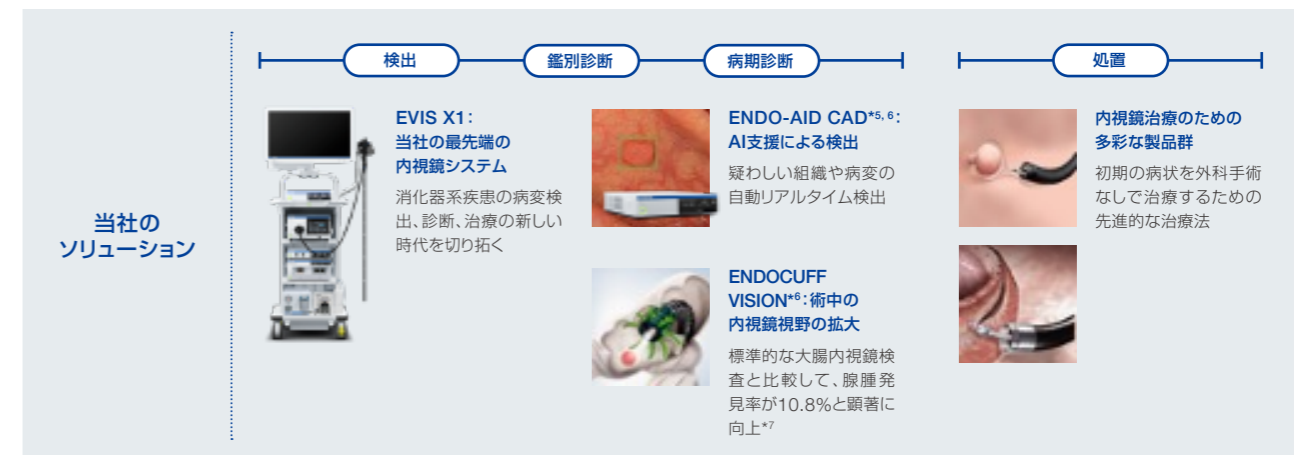 当社の
ソリューション
検出
鑑別診断
病期診断
処置
EVIS X1：
当社の最先端の
内視鏡システム
消化器系疾患の病変検
出、診断、治療の新しい
時代を切り拓く
ENDO-AID CAD*5, 6：
AI支援による検出
疑わしい組織や病変の
自動リアルタイム検出
ENDOCUFF
VISION*6：術中の
内視鏡視野の拡大
標準的な大腸内視鏡検
査と比較して、腺腫発
見率が10.8%と顕著に
向上*7
内視鏡治療のための
多彩な製品群
初期の病状を外科手術
なしで治療するための
先進的な治療法